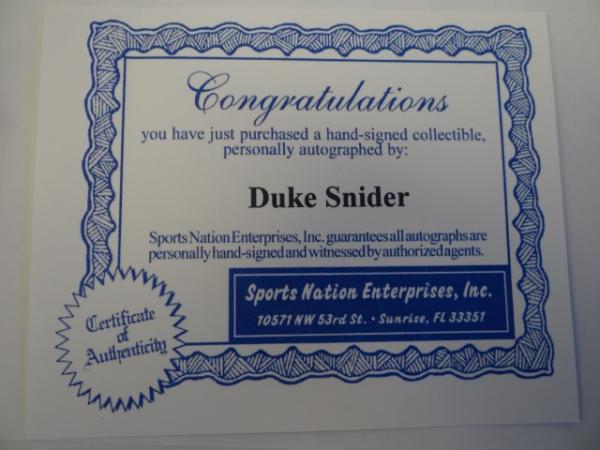 Congratulations
you have just purchased a hand-signed collectible,
personally autographed by:
Duke Snider
Sports Nation Enterprises, Inc. guarantees all autographs are
personally hand-signed and witnessed by authorized agents.
Sports Nation Enterprises, Inc.
10571 NW 53rd St. • Sunrise, FL 33351
Certificate
of
Authenticity